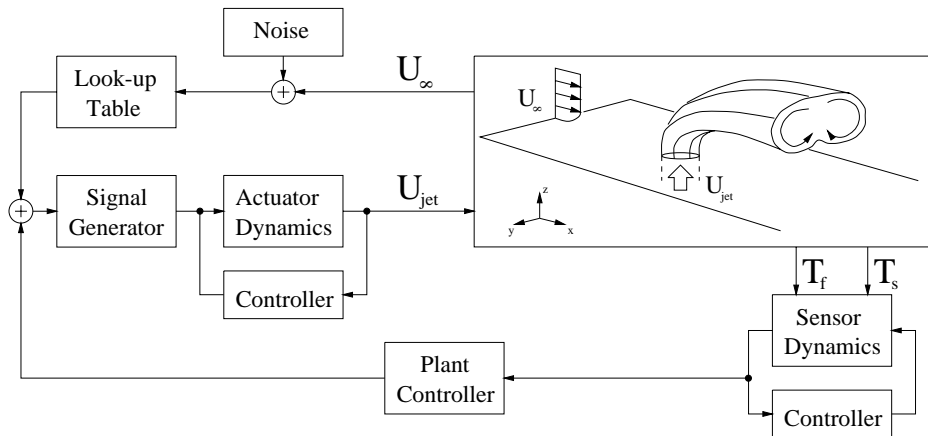 Noise
Look-up
Table
U∞
U∞
Ujet
z
y
x
Signal
Generator
Actuator
Dynamics
Ujet
Controller
Tf
Ts
Sensor
Dynamics
Plant
Controller
Controller